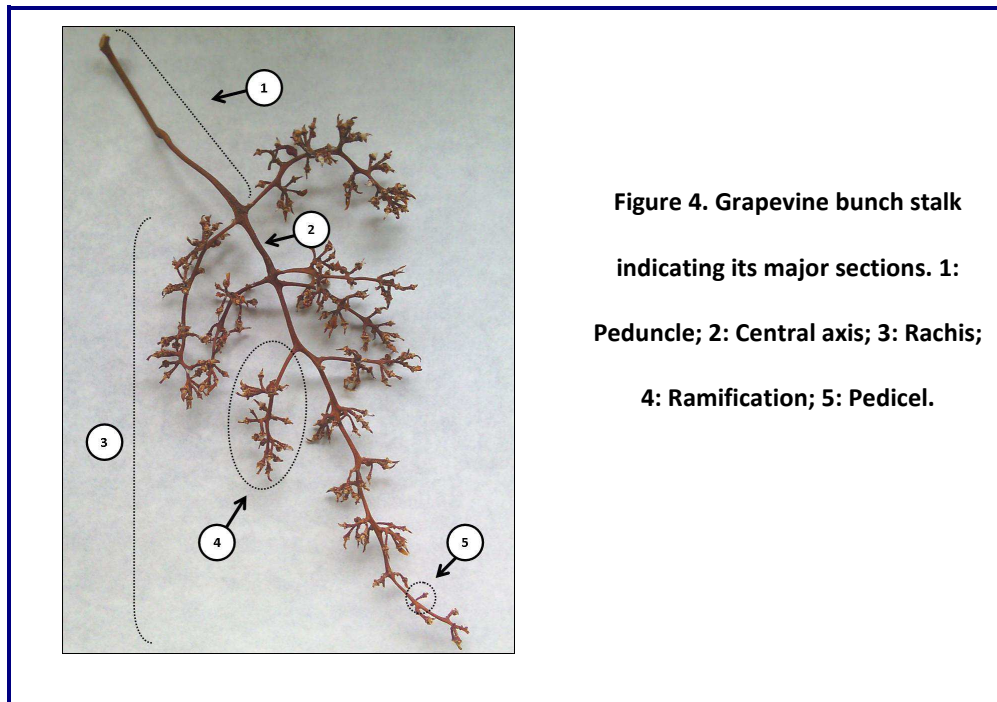 1
2
3
4
5
Figure 4. Grapevine bunch stalk
indicating its major sections. 1:
Peduncle; 2: Central axis; 3: Rachis;
4: Ramification; 5: Pedicel.